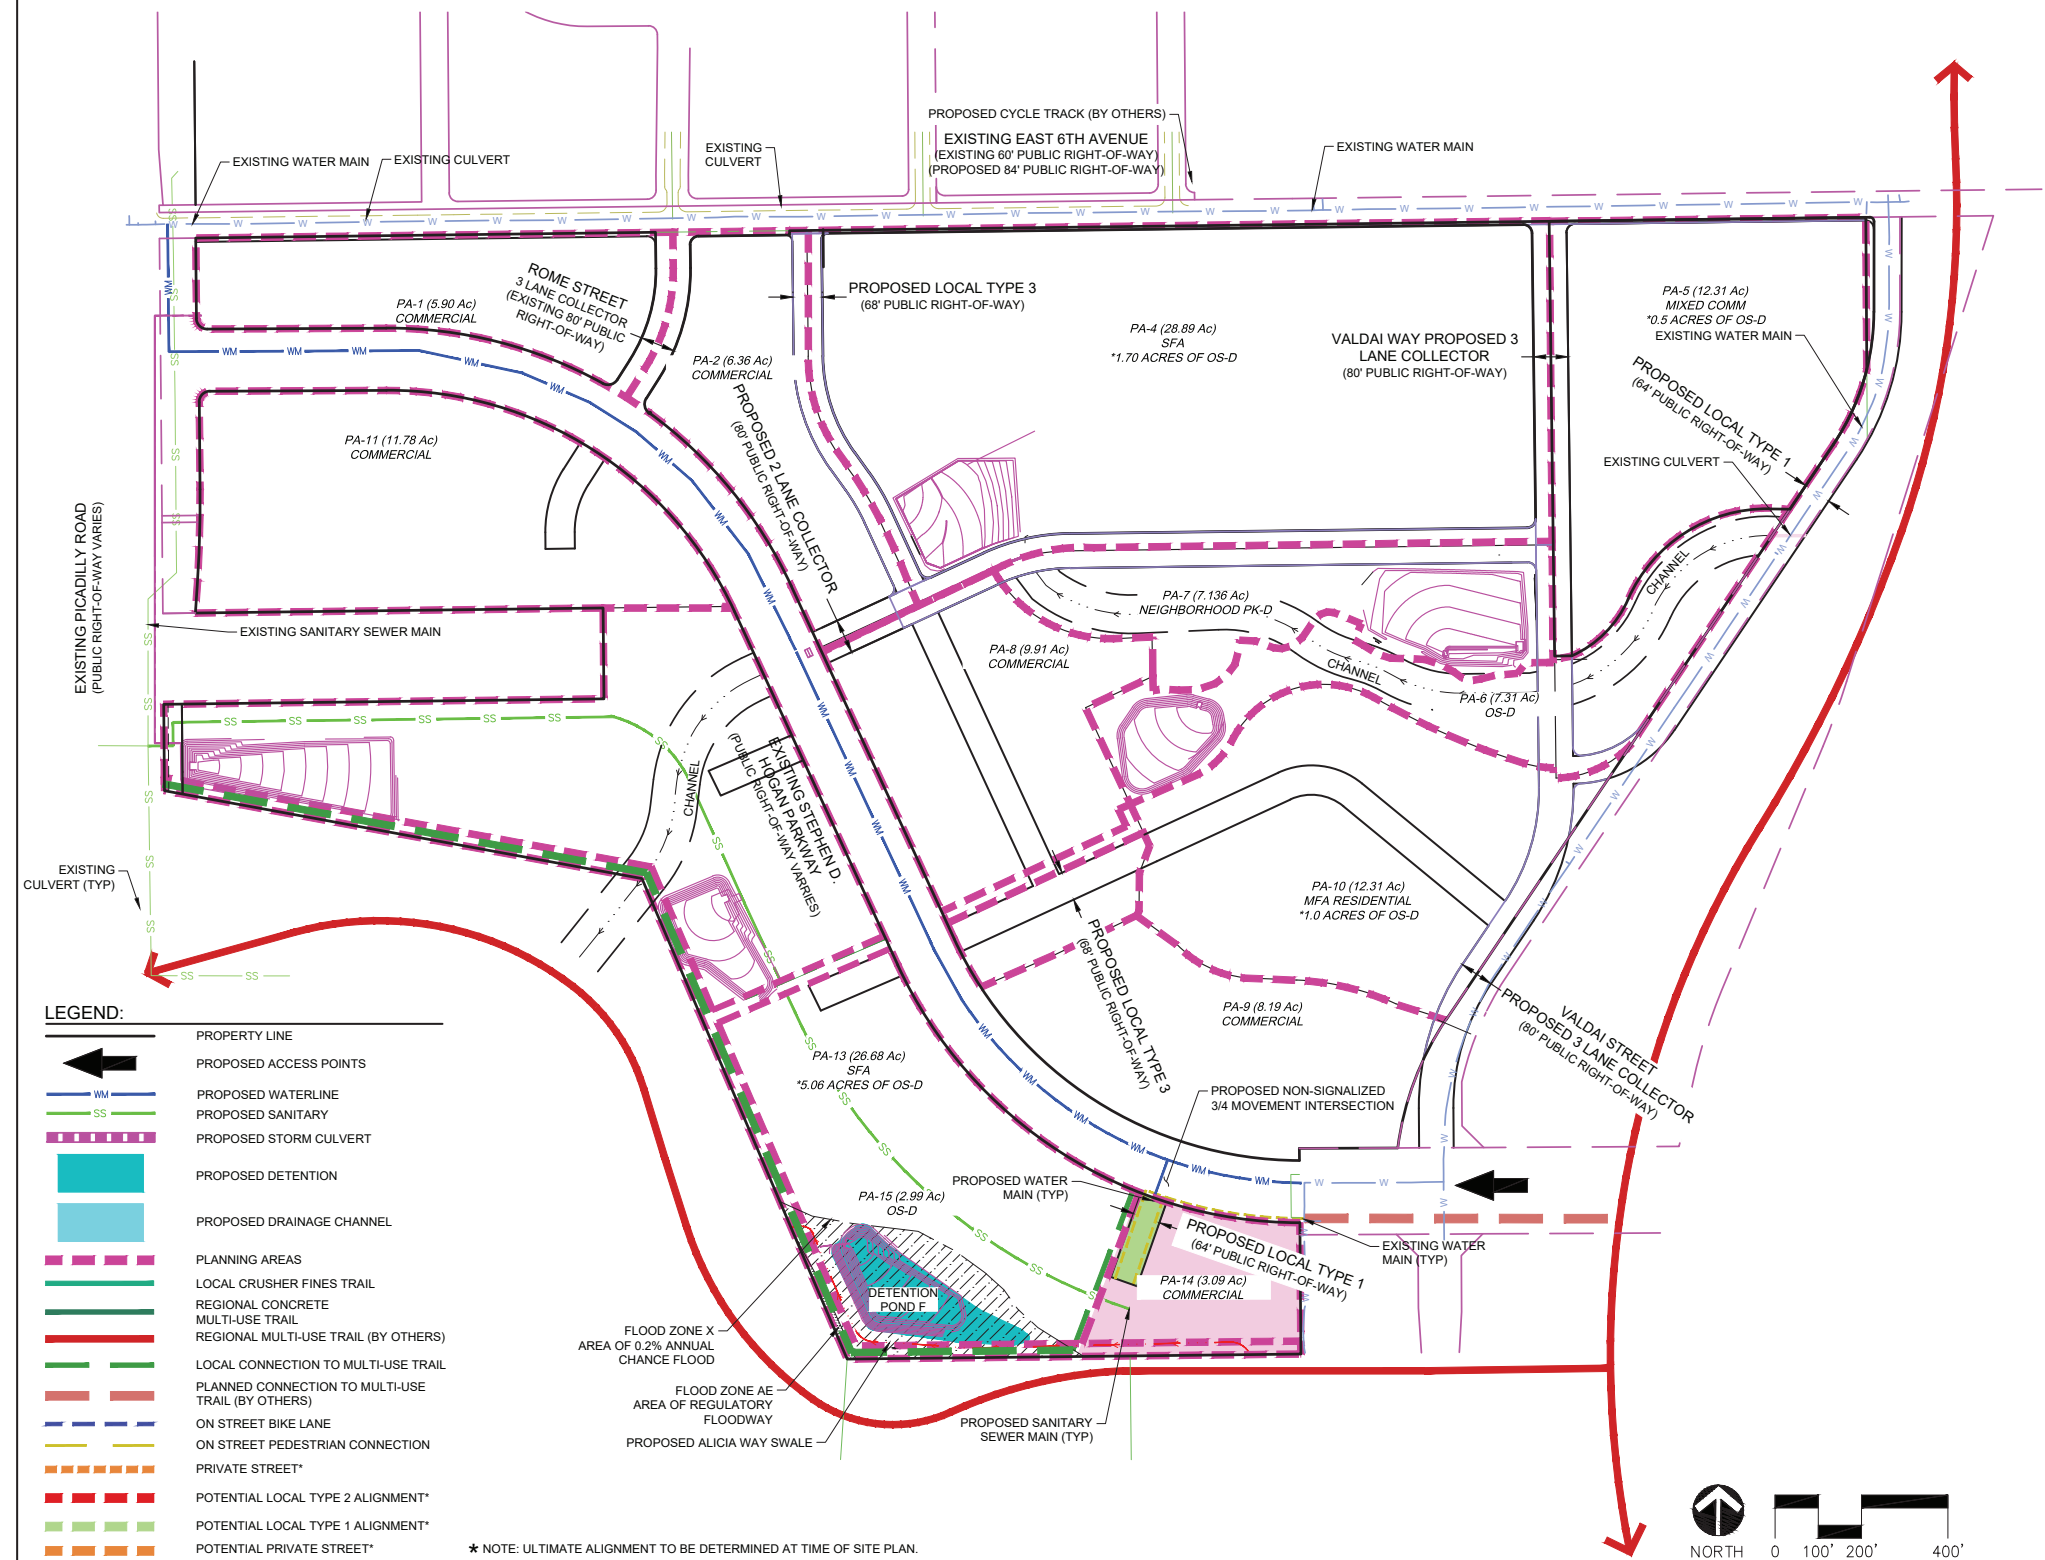 PROPOSED CYCLE TRACK (BY OTHERS)
EXISTING EAST 6TH AVENUE
(EXISTING 60' PUBLIC RIGHT-OF-WAY)
(PROPOSED 84' PUBLIC RIGHT-OF-WAY)
EXISTING WATER MAIN
EXISTING CULVERT
EXISTING
CULVERT
EXISTING WATER MAIN
ROME STREET
3 LANE COLLECTOR
(EXISTING 80' PUBLIC
RIGHT-OF-WAY)
PA-1 (5.90 Ac)
COMMERCIAL
PA-2 (6.36 Ac)
COMMERCIAL
PROPOSED LOCAL TYPE 3
(68' PUBLIC RIGHT-OF-WAY)
PA-4 (28.89 Ac)
SFA
*1.70 ACRES OF OS-D
VALDAI WAY PROPOSED 3
LANE COLLECTOR
(80' PUBLIC RIGHT-OF-WAY)
PA-5 (12.31 Ac)
MIXED COMM
*0.5 ACRES OF OS-D
EXISTING WATER MAIN
PROPOSED LOCAL TYPE 1
(64' PUBLIC RIGHT-OF-WAY)
EXISTING CULVERT
PA-11 (11.78 Ac)
COMMERCIAL
PROPOSED 2 LANE COLLECTOR
(80' PUBLIC RIGHT-OF-WAY)
EXISTING PICADILLY ROAD
(PUBLIC RIGHT-OF-WAY VARIES)
EXISTING SANITARY SEWER MAIN
CHANNEL
PA-7 (7.136 Ac)
NEIGHBORHOOD PK-D
PA-8 (9.91 Ac)
COMMERCIAL
CHANNEL
PA-6 (7.31 Ac)
OS-D
CHANNEL
EXISTING STEPHEN D.
HOGAN PARKWAY
(PUBLIC RIGHT-OF-WAY VARRIES)
EXISTING
CULVERT (TYP)
PA-10 (12.31 Ac)
MFA RESIDENTIAL
*1.0 ACRES OF OS-D
PROPOSED LOCAL TYPE 3
(68' PUBLIC RIGHT-OF-WAY)
PA-9 (8.19 Ac)
COMMERCIAL
VALDAI STREET
PROPOSED 3 LANE COLLECTOR
(80' PUBLIC RIGHT-OF-WAY)
PA-13 (26.68 Ac)
SFA
*5.06 ACRES OF OS-D
PROPOSED NON-SIGNALIZED
3/4 MOVEMENT INTERSECTION
PROPOSED WATER
MAIN (TYP)
PA-15 (2.99 Ac)
OS-D
PROPOSED LOCAL TYPE 1
(64' PUBLIC RIGHT-OF-WAY)
EXISTING WATER
MAIN (TYP)
PA-14 (3.09 Ac)
COMMERCIAL
DETENTION
POND F
FLOOD ZONE X
AREA OF 0.2% ANNUAL
CHANCE FLOOD
FLOOD ZONE AE
AREA OF REGULATORY
FLOODWAY
PROPOSED ALICIA WAY SWALE
PROPOSED SANITARY
SEWER MAIN (TYP)
LEGEND:
PROPERTY LINE
PROPOSED ACCESS POINTS
WM PROPOSED WATERLINE
SS PROPOSED SANITARY
PROPOSED STORM CULVERT
PROPOSED DETENTION
PROPOSED DRAINAGE CHANNEL
PLANNING AREAS
LOCAL CRUSHER FINES TRAIL
REGIONAL CONCRETE
MULTI-USE TRAIL
REGIONAL MULTI-USE TRAIL (BY OTHERS)
LOCAL CONNECTION TO MULTI-USE TRAIL
PLANNED CONNECTION TO MULTI-USE
TRAIL (BY OTHERS)
ON STREET BIKE LANE
ON STREET PEDESTRIAN CONNECTION
PRIVATE STREET*
POTENTIAL LOCAL TYPE 2 ALIGNMENT*
POTENTIAL LOCAL TYPE 1 ALIGNMENT*
POTENTIAL PRIVATE STREET*
* NOTE: ULTIMATE ALIGNMENT TO BE DETERMINED AT TIME OF SITE PLAN.
NORTH
0 100' 200' 400'